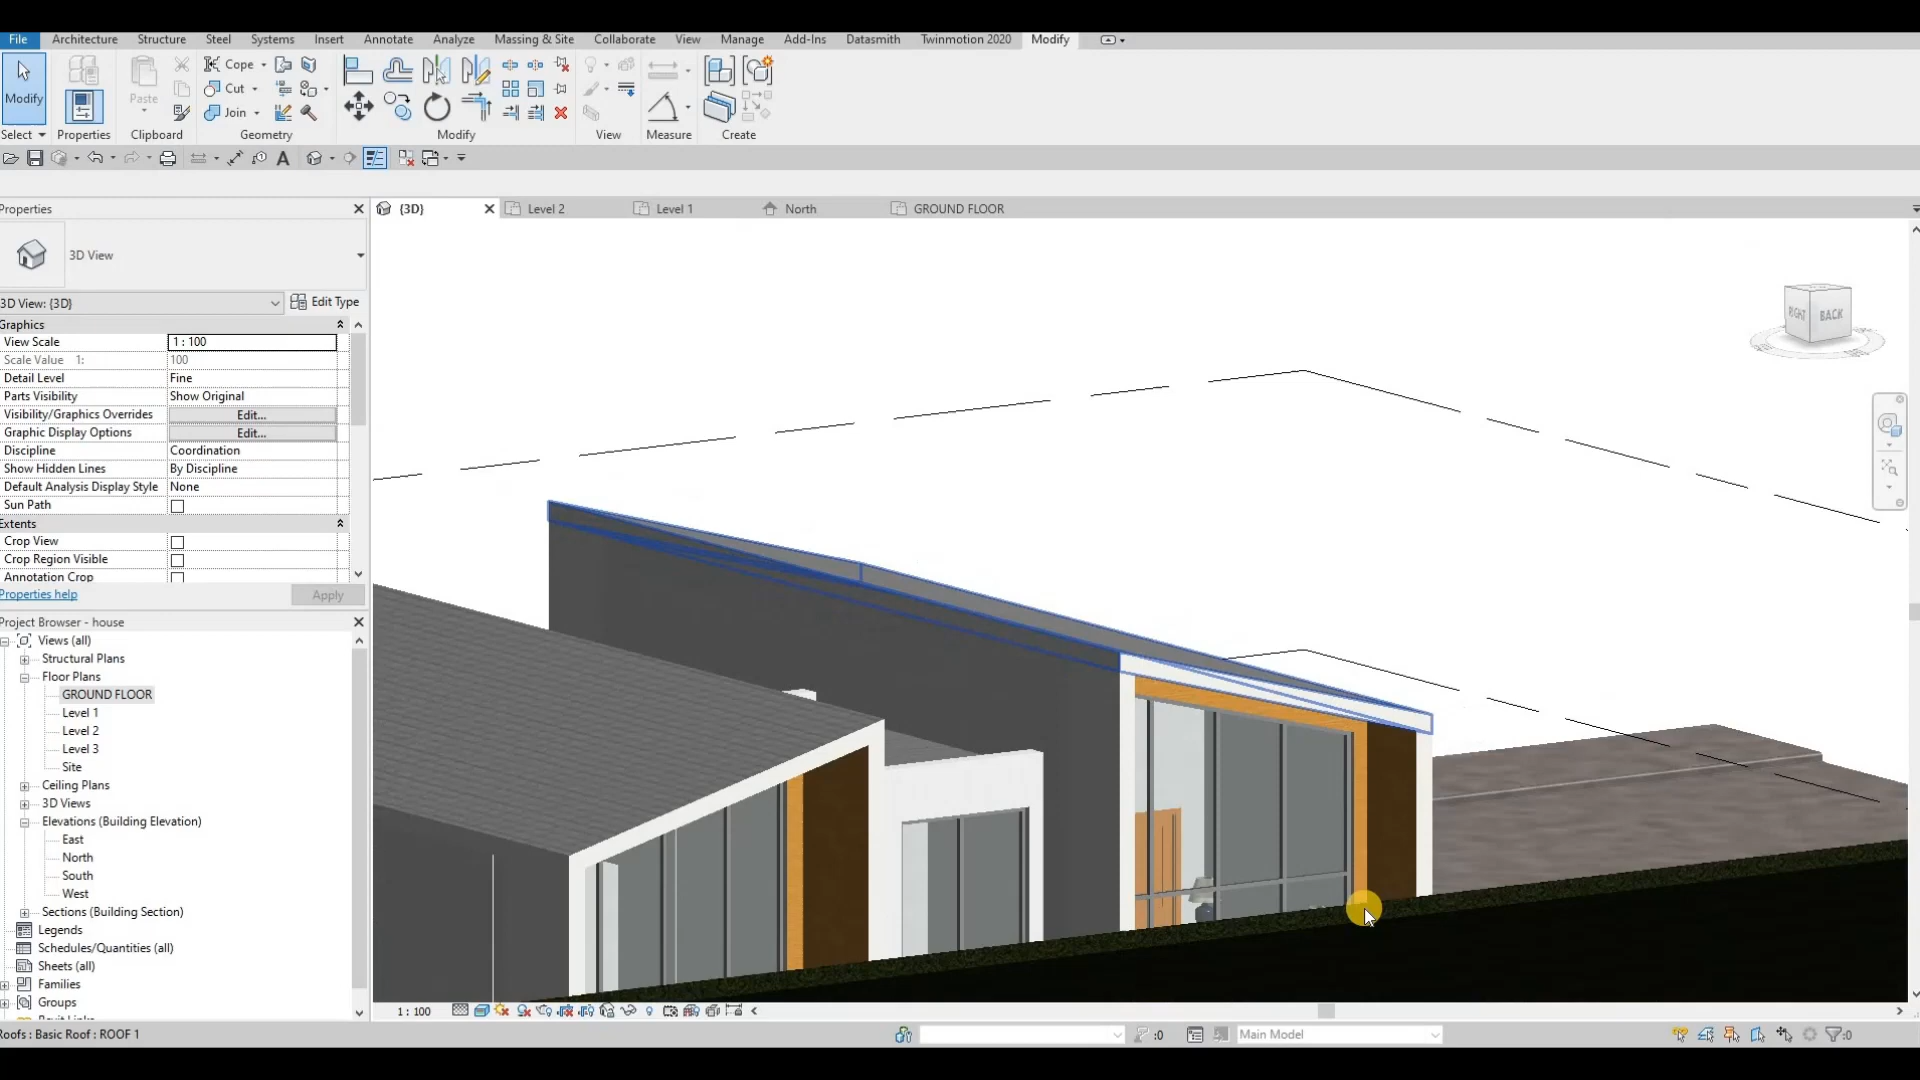 File Architecture Structure Steel Systems Insert Annotate Analyze Massing & Site Collaborate View Manage Add-Ins Datasmith Twinmotion 2020 Modify
Modify Paste Cope Cut Join
Select Properties Clipboard Geometry Modify View Measure Create
Properties
{3D} Level 2 Level 1 North GROUND FLOOR
3D View
3D View: {3D} Edit Type
Graphics
View Scale 1 : 100
Scale Value 1: 100
Detail Level Fine
Parts Visibility Show Original
Visibility/Graphics Overrides Edit...
Graphic Display Options Edit...
Discipline Coordination
Show Hidden Lines By Discipline
Default Analysis Display Style None
Sun Path
Extents
Crop View
Crop Region Visible
Annotation Crop
Properties help Apply
RIGHT BACK
Project Browser - house
Views (all)
Structural Plans
Floor Plans
GROUND FLOOR
Level 1
Level 2
Level 3
Site
Ceiling Plans
3D Views
Elevations (Building Elevation)
East
North
South
West
Sections (Building Section)
Legends
Schedules/Quantities (all)
Sheets (all)
Families
Groups
1 : 100
Roofs : Basic Roof : ROOF 1 :0 Main Model :0